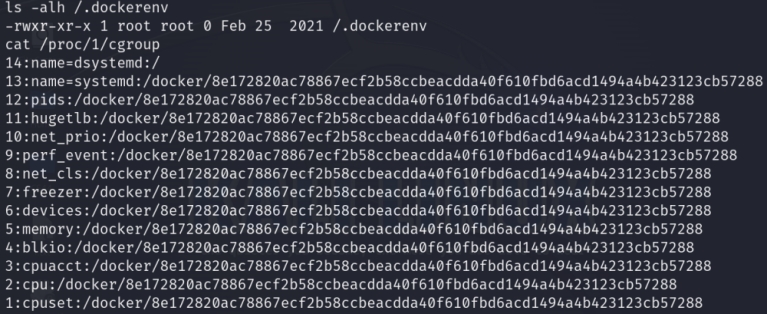 ls -alh /.dockerenv
-rwxr-xr-x 1 root root 0 Feb 25  2021 /.dockerenv
cat /proc/1/cgroup
14:name=dsystemd:/
13:name=systemd:/docker/8e172820ac78867ecf2b58ccbeacdda40f610fbd6acd1494a4b423123cb57288
12:pids:/docker/8e172820ac78867ecf2b58ccbeacdda40f610fbd6acd1494a4b423123cb57288
11:hugetlb:/docker/8e172820ac78867ecf2b58ccbeacdda40f610fbd6acd1494a4b423123cb57288
10:net_prio:/docker/8e172820ac78867ecf2b58ccbeacdda40f610fbd6acd1494a4b423123cb57288
9:perf_event:/docker/8e172820ac78867ecf2b58ccbeacdda40f610fbd6acd1494a4b423123cb57288
8:net_cls:/docker/8e172820ac78867ecf2b58ccbeacdda40f610fbd6acd1494a4b423123cb57288
7:freezer:/docker/8e172820ac78867ecf2b58ccbeacdda40f610fbd6acd1494a4b423123cb57288
6:devices:/docker/8e172820ac78867ecf2b58ccbeacdda40f610fbd6acd1494a4b423123cb57288
5:memory:/docker/8e172820ac78867ecf2b58ccbeacdda40f610fbd6acd1494a4b423123cb57288
4:blkio:/docker/8e172820ac78867ecf2b58ccbeacdda40f610fbd6acd1494a4b423123cb57288
3:cpuacct:/docker/8e172820ac78867ecf2b58ccbeacdda40f610fbd6acd1494a4b423123cb57288
2:cpu:/docker/8e172820ac78867ecf2b58ccbeacdda40f610fbd6acd1494a4b423123cb57288
1:cpuset:/docker/8e172820ac78867ecf2b58ccbeacdda40f610fbd6acd1494a4b423123cb57288